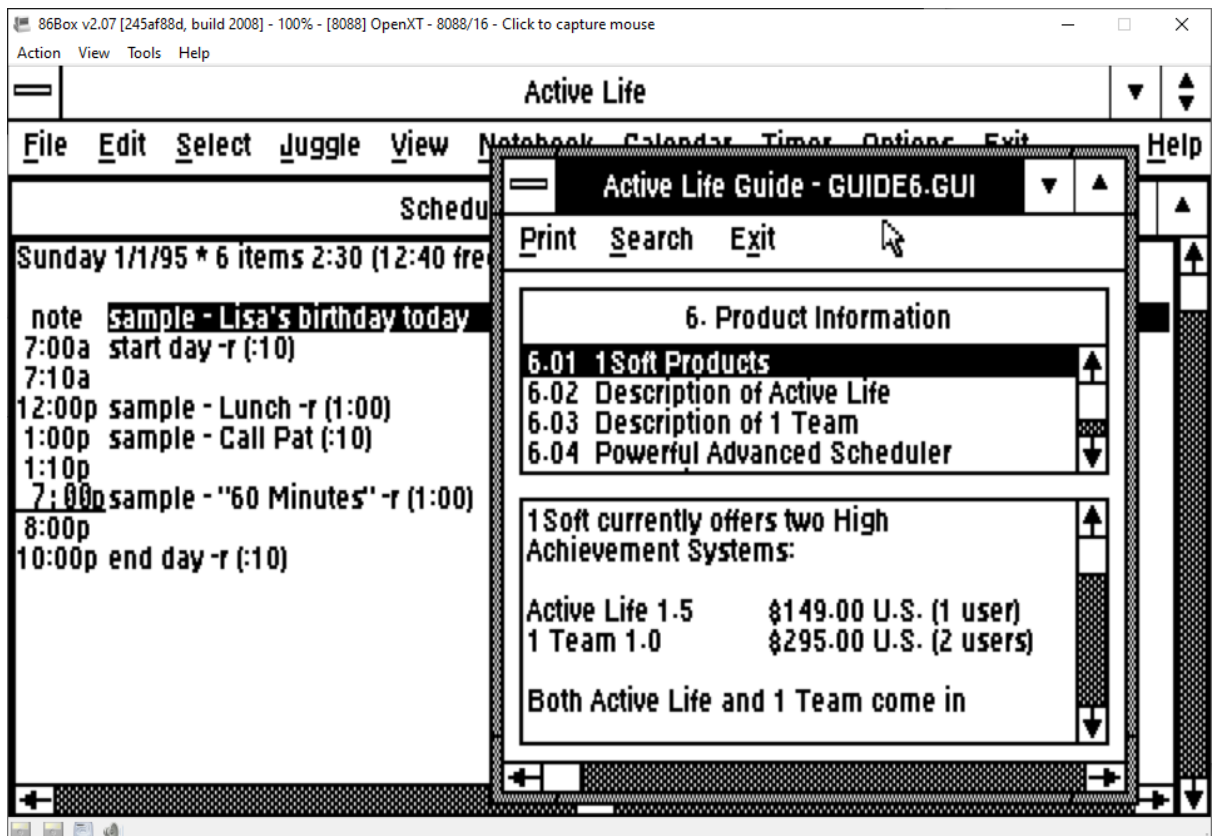 86Box v2.07 [245af88d, build 2008] - 100% - [8088] OpenXT - 8088/16 - Click to capture mouse
Action View Tools Help
Active Life
File Edit Select Juggle View Notebook Calendar Timer Options Exit Help
Schedu
Sunday 1/1/95 * 6 items 2:30 (12:40 free
note sample - Lisa's birthday today
7:00a start day -r (:10)
7:10a
12:00p sample - Lunch -r (1:00)
1:00p sample - Call Pat (:10)
1:10p
7:00p sample - "60 Minutes" -r (1:00)
8:00p
10:00p end day -r (:10)
Active Life Guide - GUIDE6.GUI
Print Search Exit
6. Product Information
6.01 1Soft Products
6.02 Description of Active Life
6.03 Description of 1 Team
6.04 Powerful Advanced Scheduler
1Soft currently offers two High
Achievement Systems:
Active Life 1.5 $149.00 U.S. (1 user)
1 Team 1.0 $295.00 U.S. (2 users)
Both Active Life and 1 Team come in